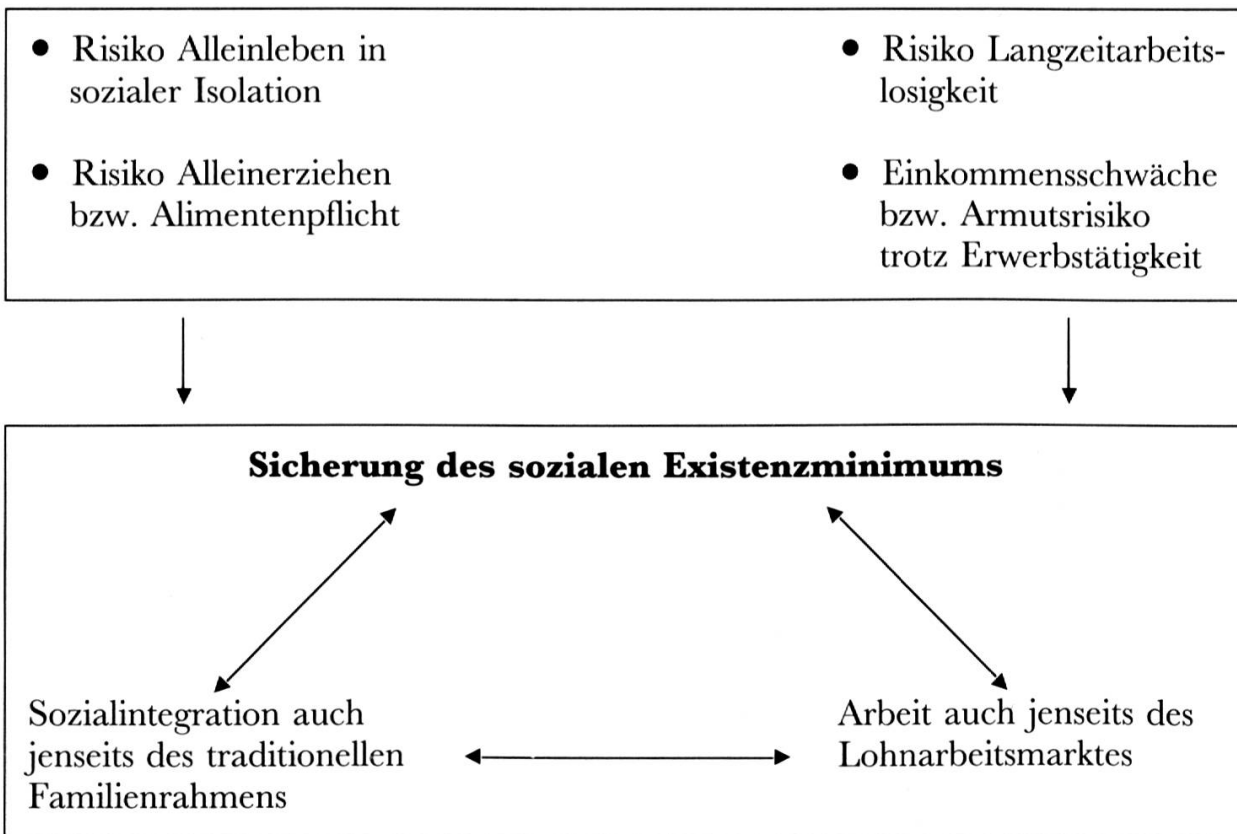 ● Risiko Alleinleben in
sozialer Isolation
● Risiko Alleinerziehen
bzw. Alimentenpflicht
● Risiko Langzeitarbeits-
losigkeit
● Einkommensschwäche
bzw. Armutsrisiko
trotz Erwerbstätigkeit
Sicherung des sozialen Existenzminimums
Sozialintegration auch
jenseits des traditionellen
Familienrahmens
Arbeit auch jenseits des
Lohnarbeitsmarktes